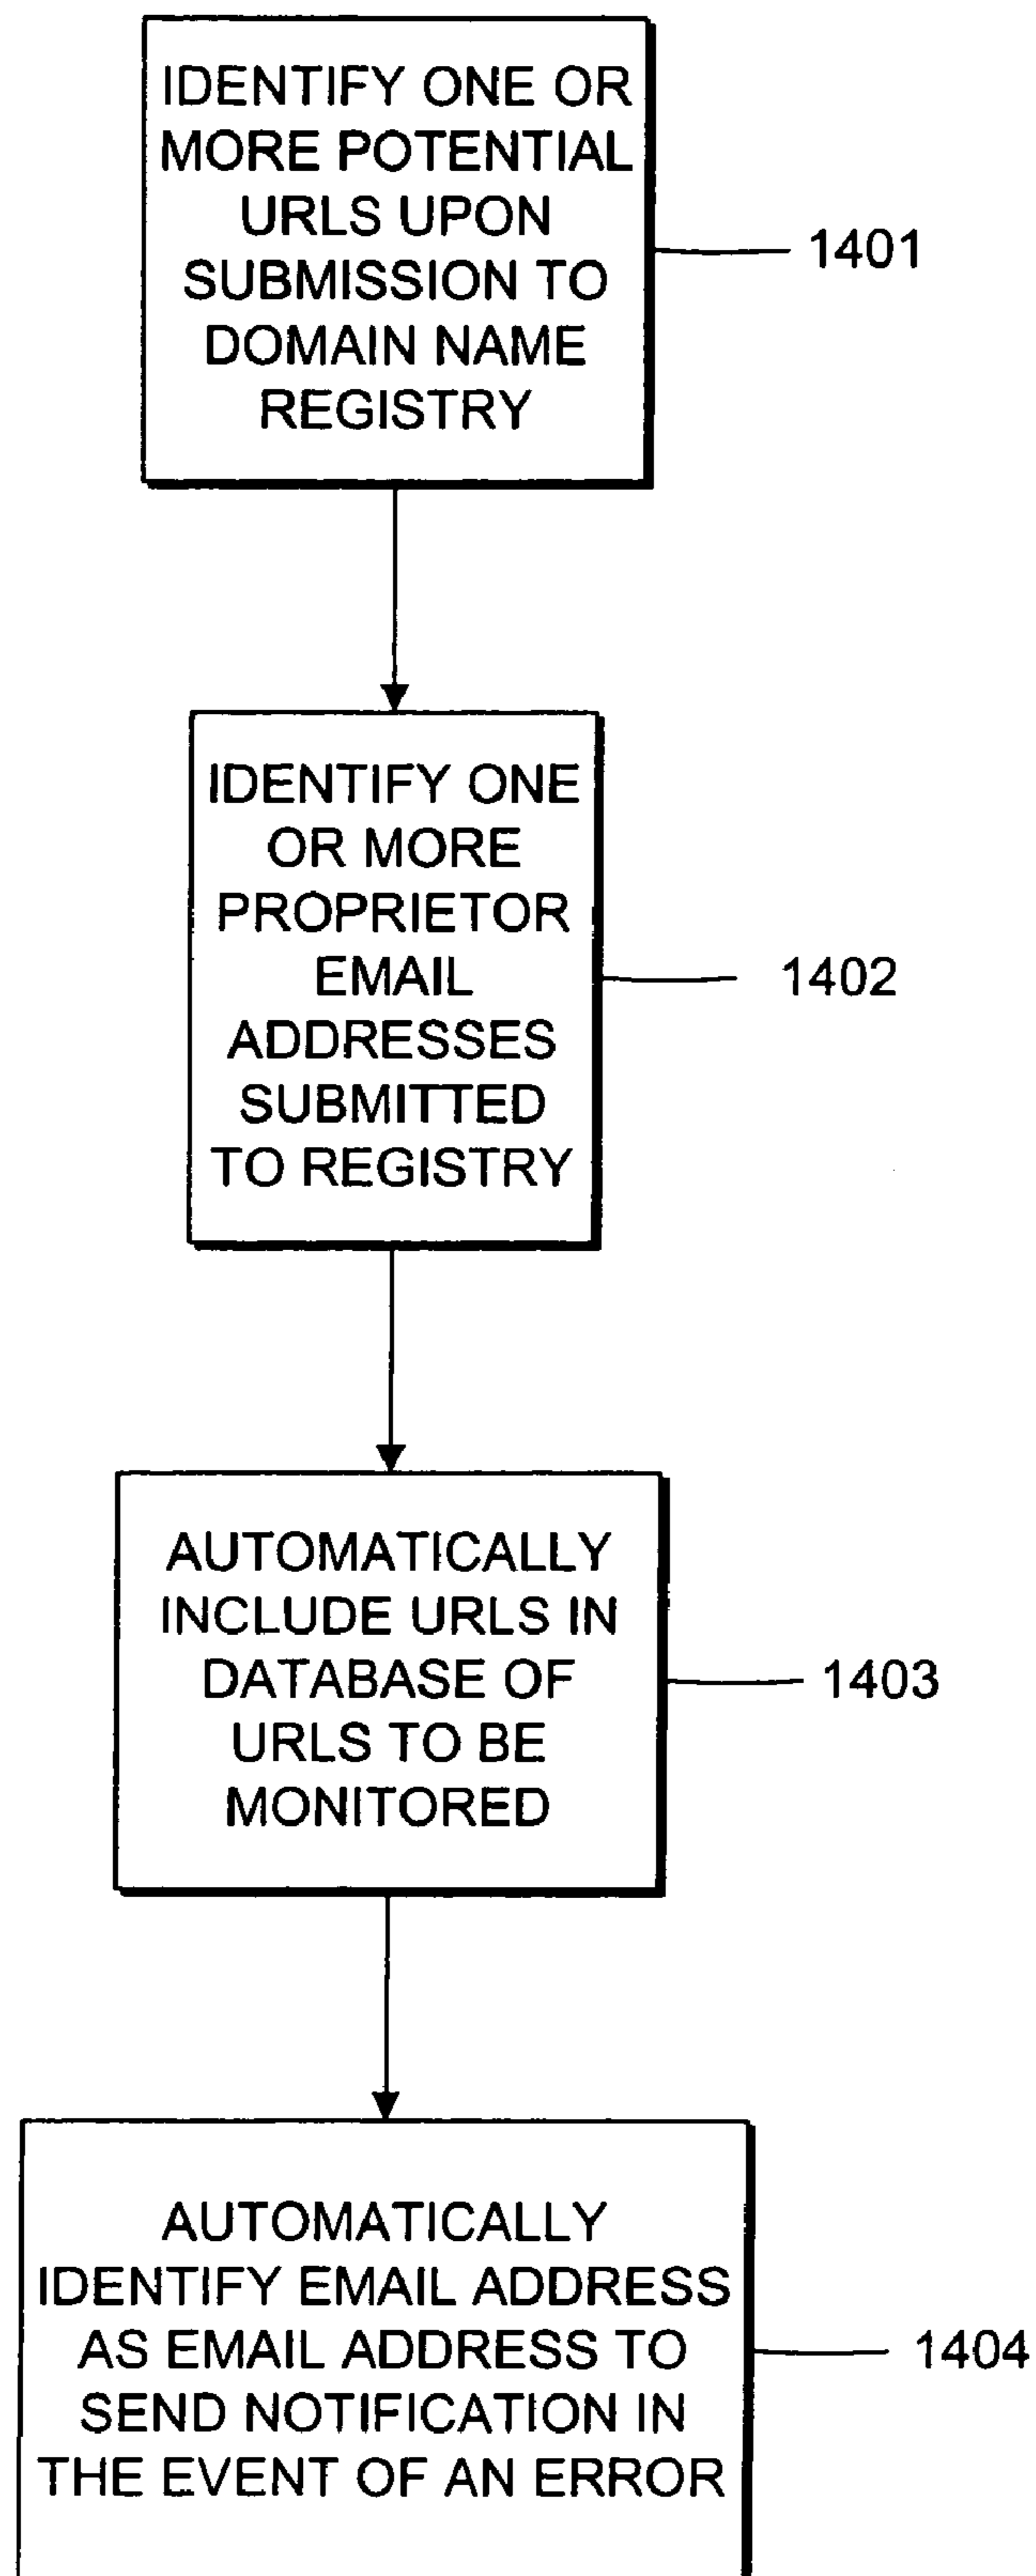 IDENTIFY ONE OR
MORE POTENTIAL
URLS UPON
SUBMISSION TO
DOMAIN NAME
REGISTRY
1401
IDENTIFY ONE
OR MORE
PROPRIETOR
EMAIL
ADDRESSES
SUBMITTED
TO REGISTRY
1402
AUTOMATICALLY
INCLUDE URLS IN
DATABASE OF
URLS TO BE
MONITORED
1403
AUTOMATICALLY
IDENTIFY EMAIL ADDRESS
AS EMAIL ADDRESS TO
SEND NOTIFICATION IN
THE EVENT OF AN ERROR
1404